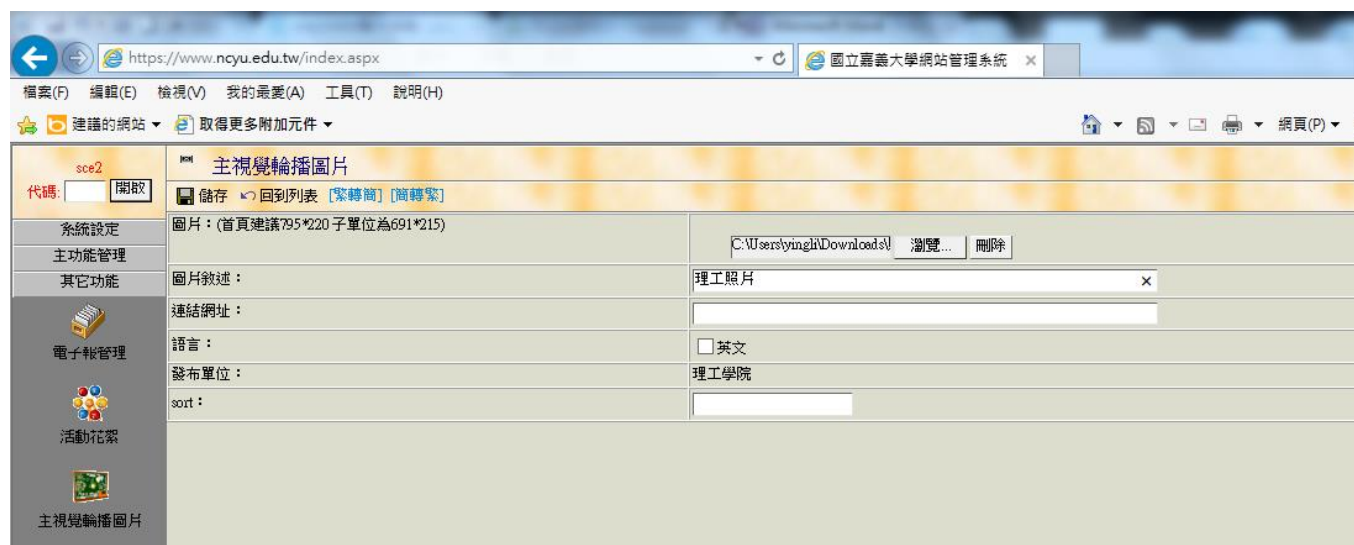 https://www.ncyu.edu.tw/index.aspx
國立嘉義大學網站管理系統
檔案(F) 編輯(E) 檢視(V) 我的最愛(A) 工具(T) 說明(H)
建議的網站 取得更多附加元件
網頁(P)
sce2
代碼: 開啟
主視覺輪播圖片
儲存 回到列表 [繁轉簡] [簡轉繁]
系統設定
主功能管理
其它功能
電子報管理
活動花絮
主視覺輪播圖片
圖片：(首頁建議795*220 子單位為691*215)
C:\Users\yingli\Downloads\ 瀏覽... 刪除
圖片敘述： 理工照片
連結網址：
語言： 英文
發布單位： 理工學院
sort：